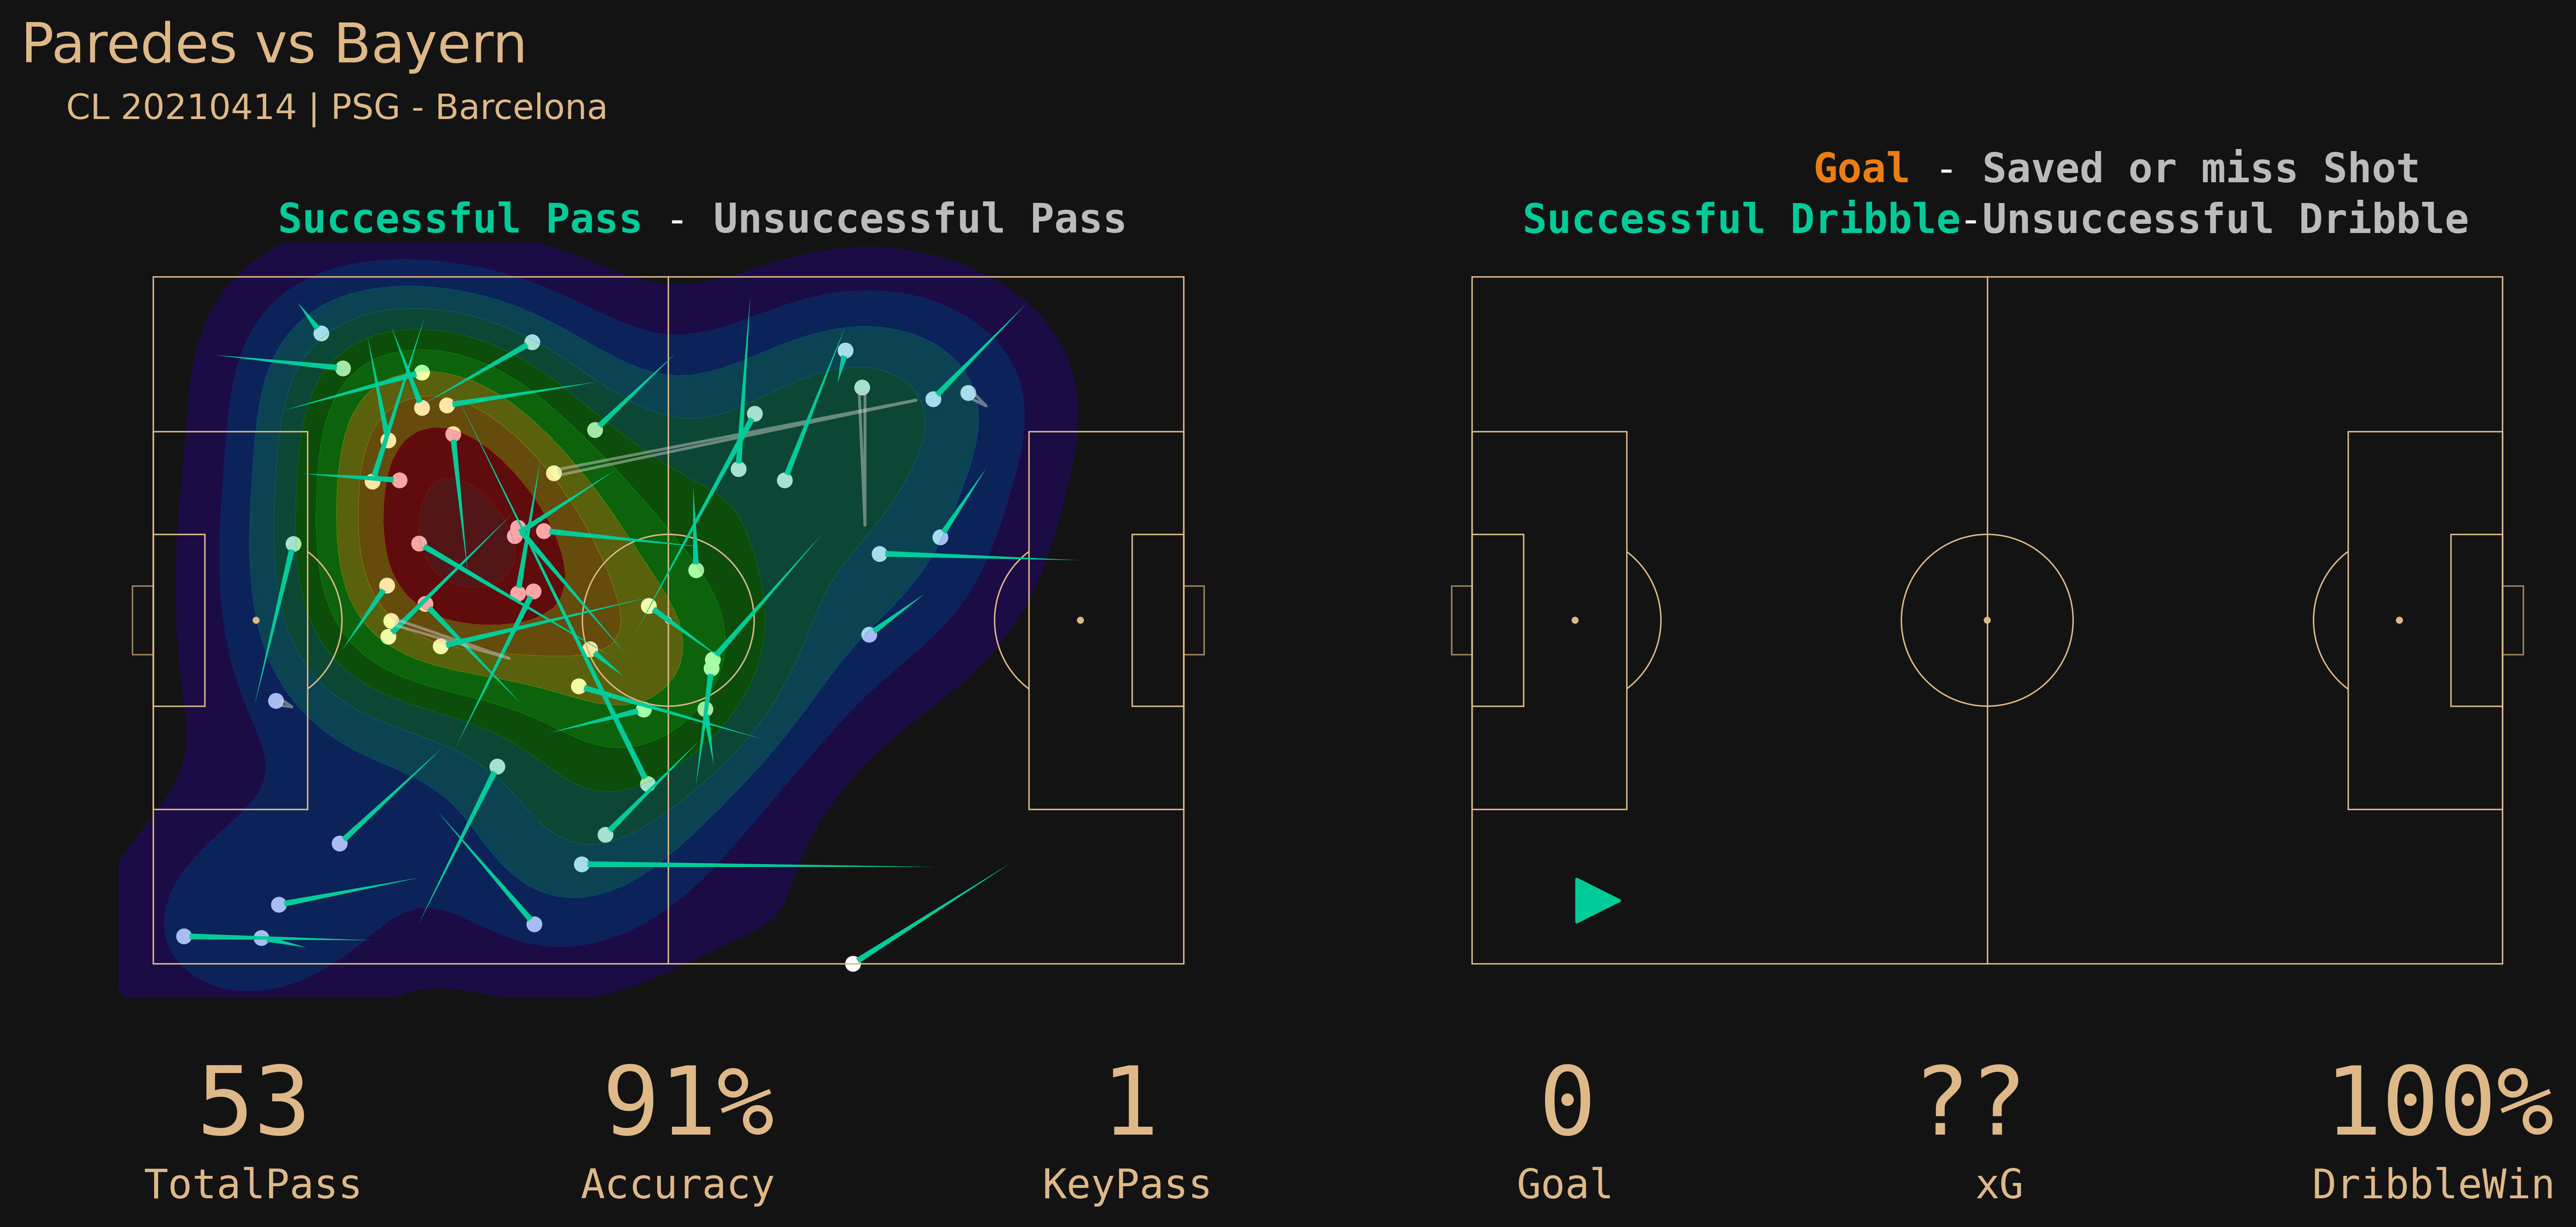 Paredes vs Bayern
CL 20210414 | PSG - Barcelona
Successful Pass - Unsuccessful Pass
Goal - Saved or miss Shot
Successful Dribble-Unsuccessful Dribble
53 91% 1 0 ?? 100%
TotalPass Accuracy KeyPass Goal xG DribbleWin